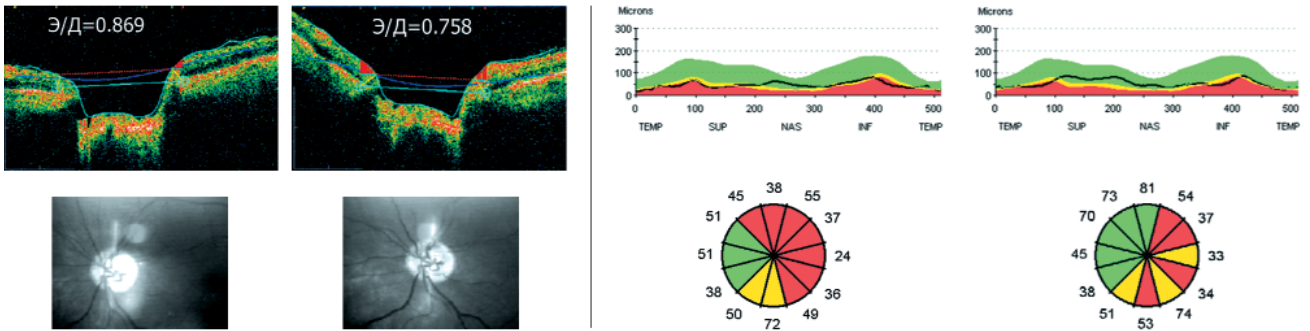 Э/Д=0.869
Э/Д=0.758
Microns
300
200
100
0
0 100 200 300 400 500
TEMP SUP NAS INF TEMP
Microns
300
200
100
0
0 100 200 300 400 500
TEMP SUP NAS INF TEMP
38
45 55
51 37
51 24
38 36
50 49
72
81
73 54
70 37
45 33
38 34
51 74
53